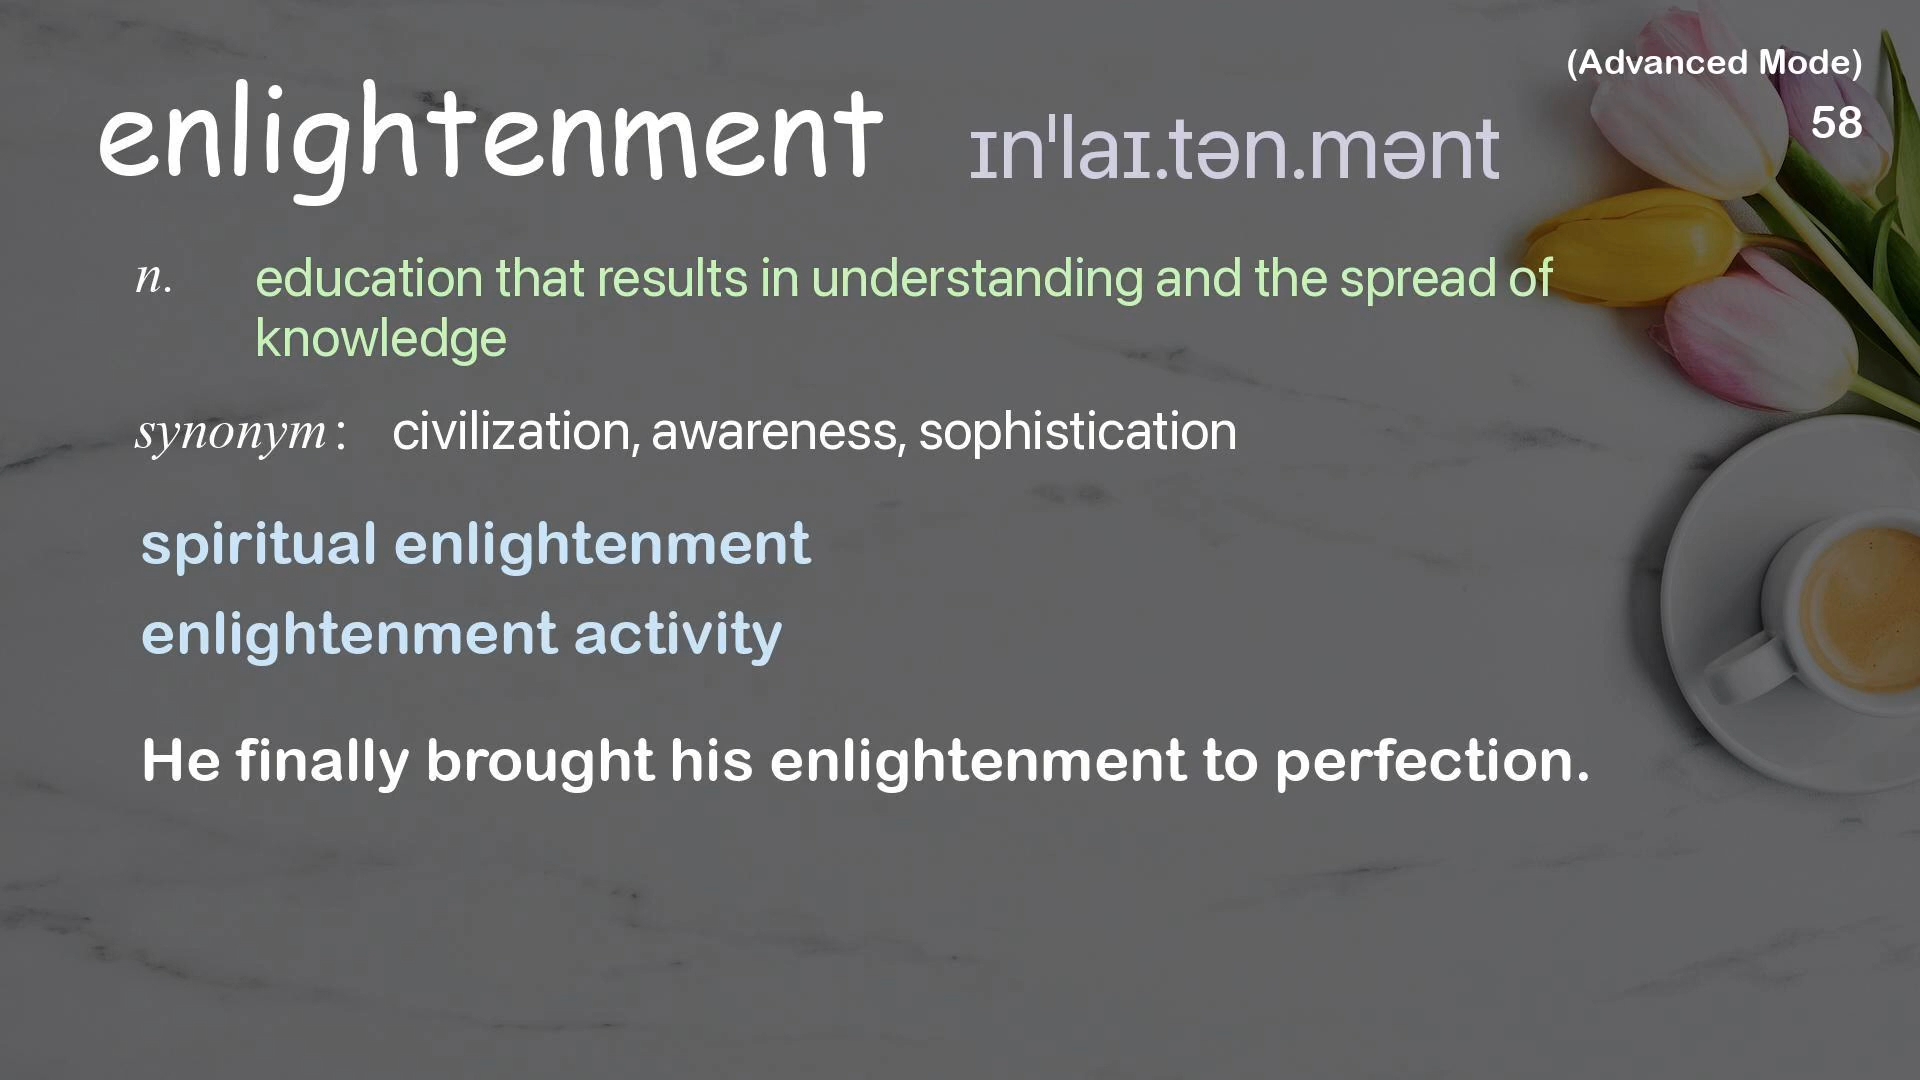 (Advanced Mode)
enlightenment ɪnˈlaɪ.tən.mənt
58
n. education that results in understanding and the spread of
knowledge
synonym: civilization, awareness, sophistication
spiritual enlightenment
enlightenment activity
He finally brought his enlightenment to perfection.